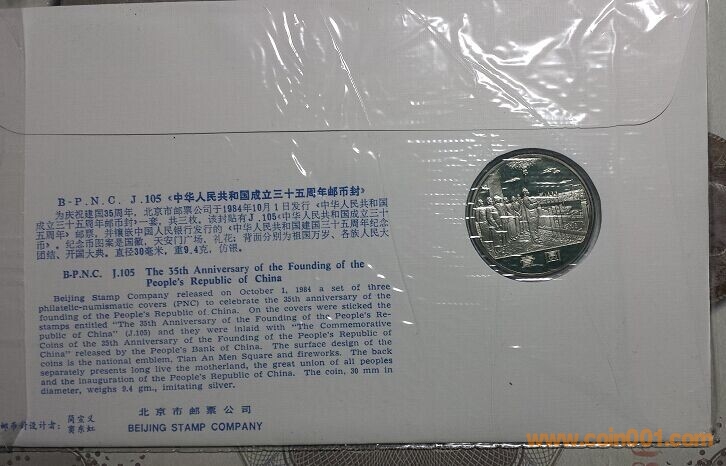 B-P.N.C. J.105《中华人民共和国成立三十五周年邮币封》
为庆祝建国35周年，北京市邮票公司于1984年10月1日发行《中华人民共和国
成立三十五周年邮币封》一套，共三枚。该封贴有J.105《中华人民共和国成立三十
五周年》邮票，并镶嵌中国人民银行发行的《中华人民共和国建国三十五周年纪念
币》。纪念币图案是国徽，天安门广场、礼花；背面分别为祖国万岁、各族人民大
团结、开国大典。直径30毫米，重9.4克，仿银。
B-P.N.C. J.105 The 35th Anniversary of the Founding of the
People's Republic of China
Beijing Stamp Company released on October 1, 1984 a set of three
philatelic-numismatic covers (PNC) to celebrate the 35th anniversary of the
founding of the People's Republic of China. On the covers were sticked the
stamps entitled "The 35th Anniversary of the Founding of the People's Re-
public of China" (J.105) and they were inlaid with "The Commemorative
Coins of the 35th Anniversary of the Founding of the People's Republic of
China" released by the People's Bank of China. The surface design of the
coins is the national emblem, Tian An Men Square and fireworks. The back
separately presents long live the motherland, the great union of all peoples
and the inauguration of the People's Republic of China. The coin, 30 mm in
diameter, weighs 9.4 gm., imitating silver.
北京市邮票公司
BEIJING STAMP COMPANY
邮币封设计者：简宜义
窦东虹
壹圆
www.coin001.com